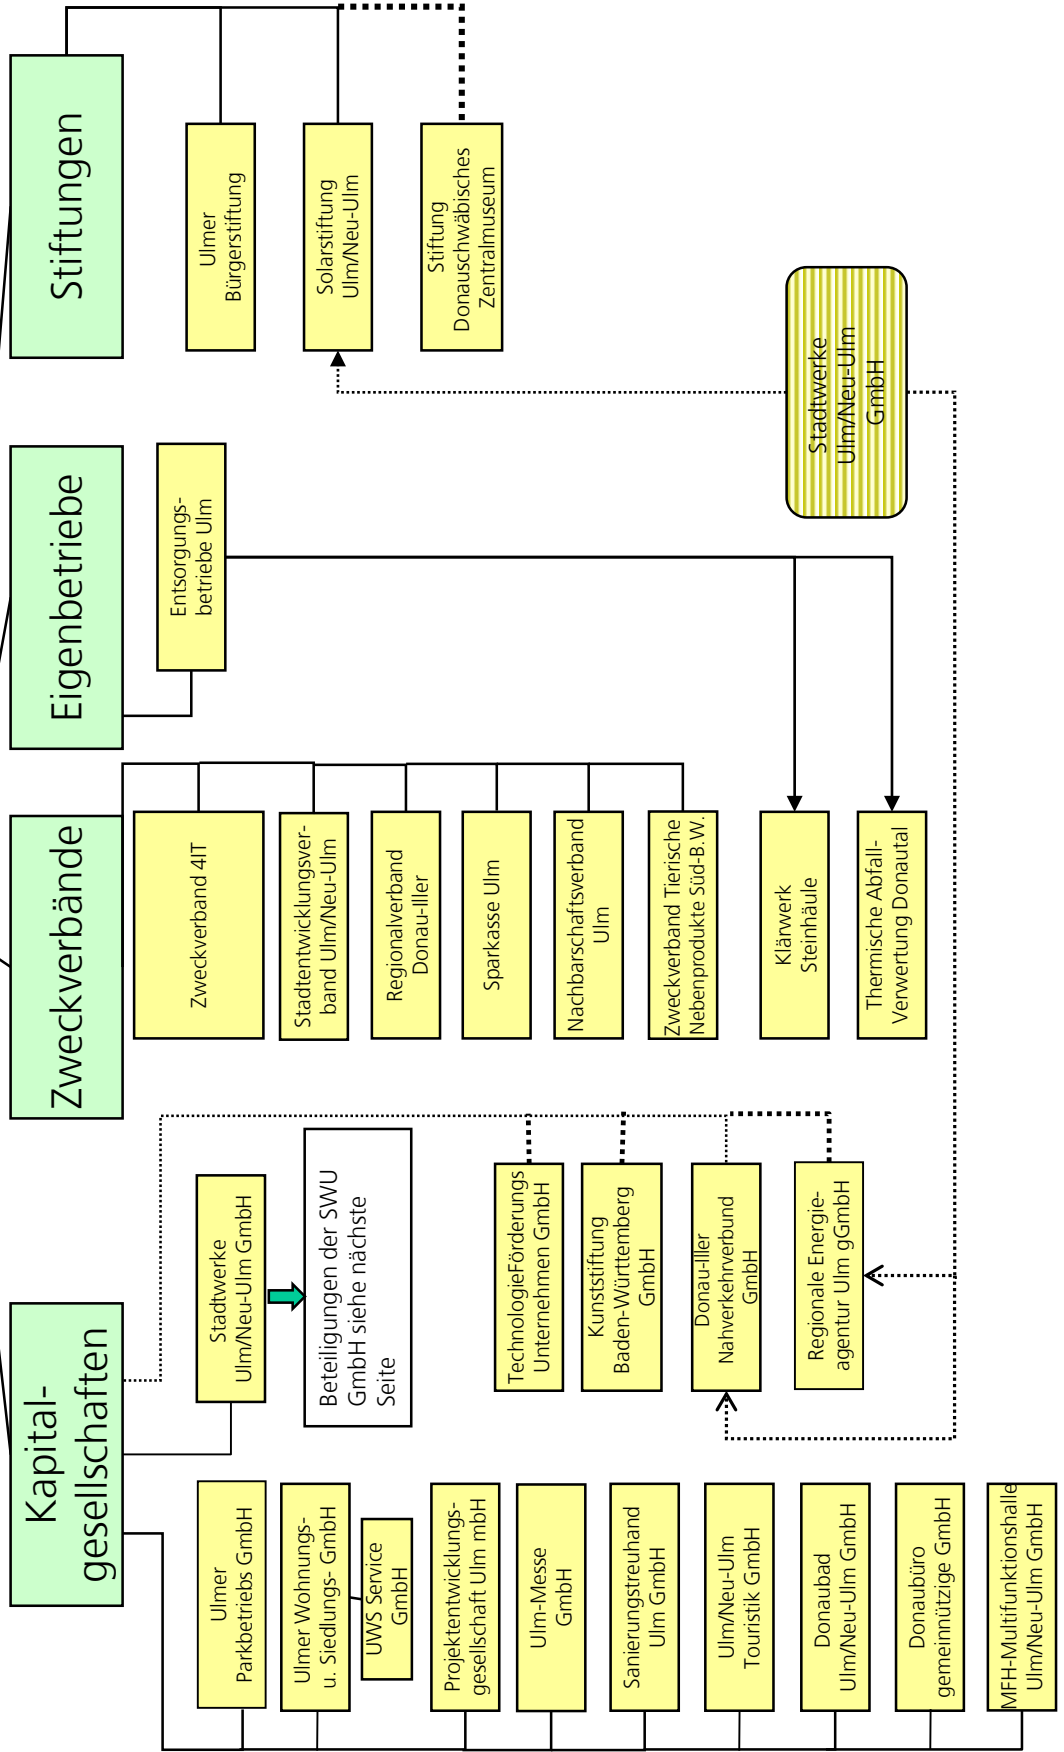 Kapital-
gesellschaften
Zweckverbände
Eigenbetriebe
Stiftungen
Ulmer
Parkbetriebs GmbH
Ulmer Wohnungs-
u. Siedlungs- GmbH
UWS Service
GmbH
Projektentwicklungs-
gesellschaft Ulm mbH
Ulm-Messe
GmbH
Sanierungstreuhand
Ulm GmbH
Ulm/Neu-Ulm
Touristik GmbH
Donaubad
Ulm/Neu-Ulm GmbH
Donaubüro
gemeinnützige GmbH
MFH-Multifunktionshalle
Ulm/Neu-Ulm GmbH
Stadtwerke
Ulm/Neu-Ulm GmbH
Beteiligungen der SWU
GmbH siehe nächste
Seite
TechnologieFörderungs
Unternehmen GmbH
Kunststiftung
Baden-Württemberg
GmbH
Donau-Iller
Nahverkehrverbund
GmbH
Regionale Energie-
agentur Ulm gGmbH
Zweckverband 4IT
Stadtentwicklungsver-
band Ulm/Neu-Ulm
Regionalverband
Donau-Iller
Sparkasse Ulm
Nachbarschaftsverband
Ulm
Zweckverband Tierische
Nebenprodukte Süd-B.W.
Klärwerk
Steinhäule
Thermische Abfall-
Verwertung Donautal
Entsorgungs-
betriebe Ulm
Ulmer
Bürgerstiftung
Solarstiftung
Ulm/Neu-Ulm
Stiftung
Donauschwäbisches
Zentralmuseum
Stadtwerke
Ulm/Neu-Ulm
GmbH